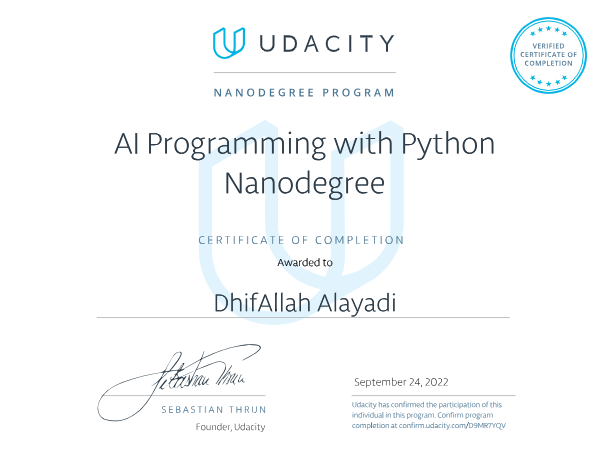 UDACITY
VERIFIED
CERTIFICATE OF
COMPLETION
NANODEGREE PROGRAM
AI Programming with Python
Nanodegree
CERTIFICATE OF COMPLETION
Awarded to
DhifAllah Alayadi
Sebastian Thrun
SEBASTIAN THRUN
Founder, Udacity
September 24, 2022
Udacity has confirmed the participation of this
individual in this program. Confirm program
completion at confirm.udacity.com/D9MR7YQV